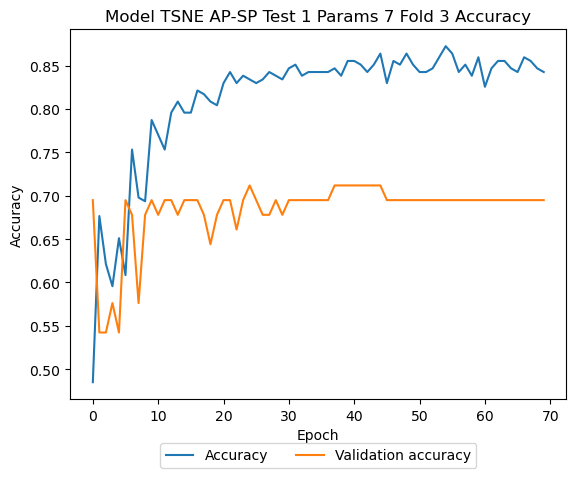 Model TSNE AP-SP Test 1 Params 7 Fold 3 Accuracy
Accuracy
0.85
0.80
0.75
0.70
0.65
0.60
0.55
0.50
0 10 20 30 40 50 60 70
Epoch
Accuracy Validation accuracy